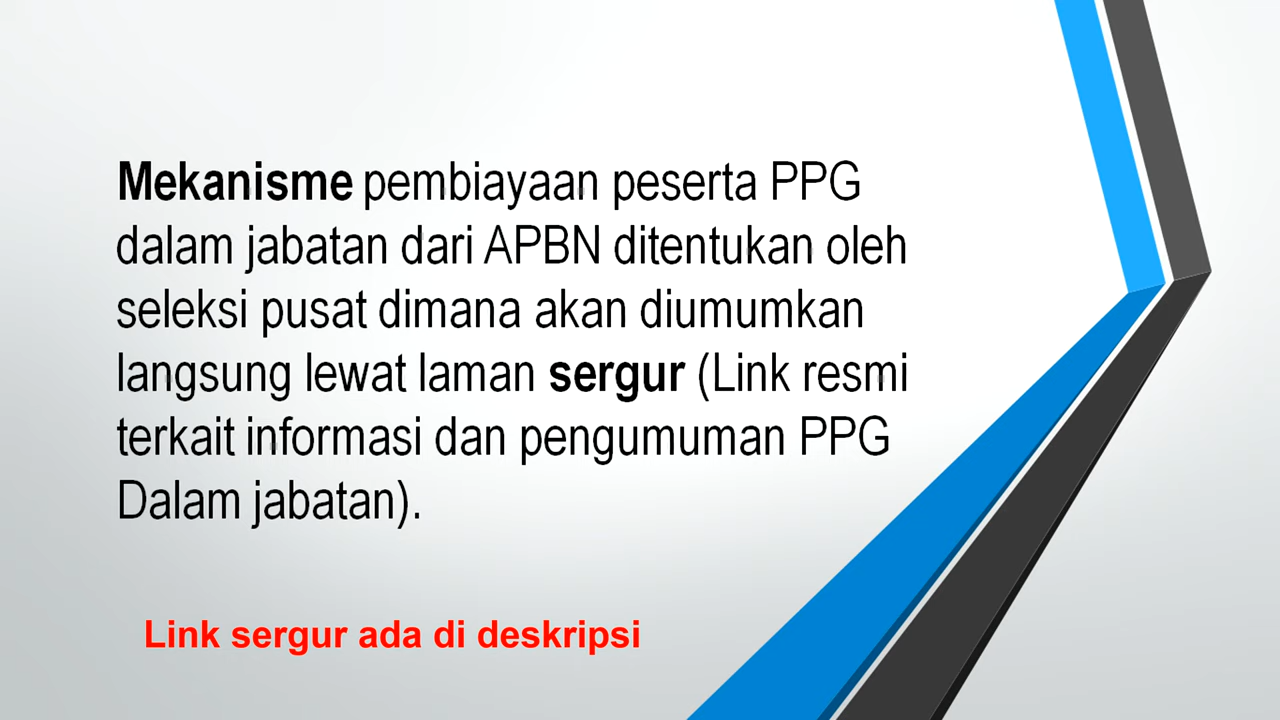 Mekanisme pembiayaan peserta PPG
dalam jabatan dari APBN ditentukan oleh
seleksi pusat dimana akan diumumkan
langsung lewat laman sergur (Link resmi
terkait informasi dan pengumuman PPG
Dalam jabatan).
Link sergur ada di deskripsi